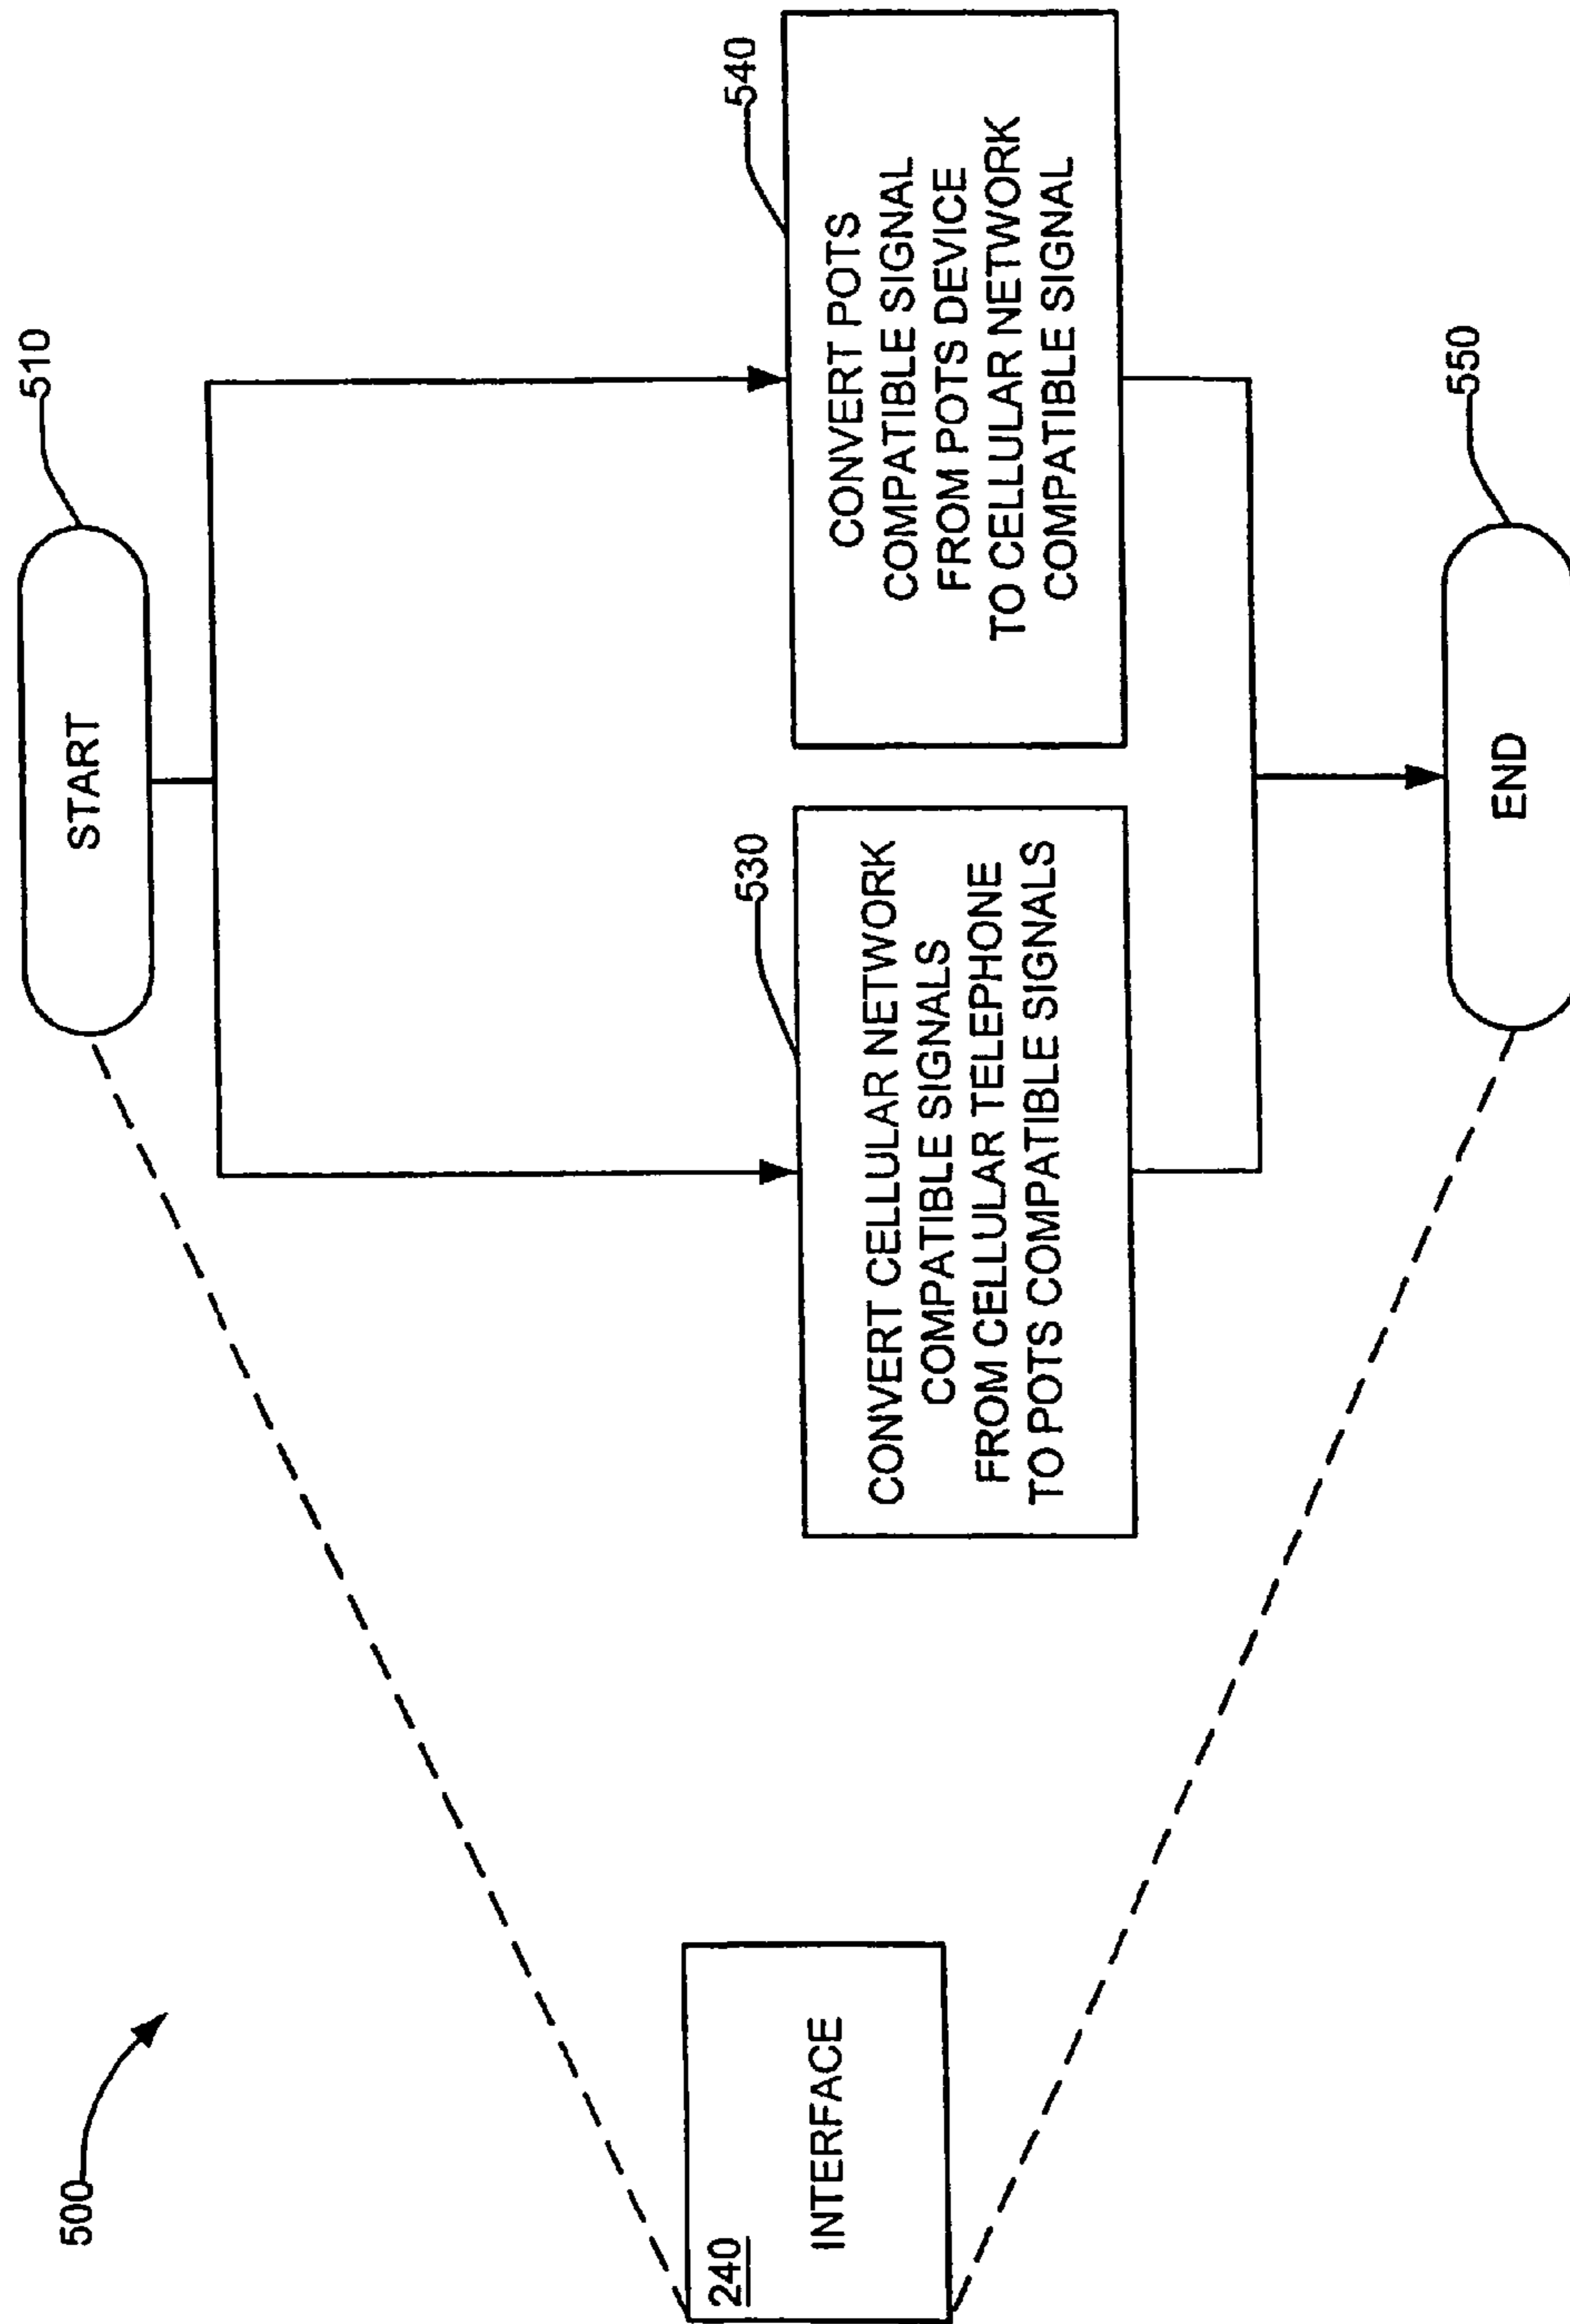 500
240
INTERFACE
START
510
530
CONVERT CELLULAR NETWORK
COMPATIBLE SIGNALS
FROM CELLULAR TELEPHONE
TO POTS COMPATIBLE SIGNALS
540
CONVERT POTS
COMPATIBLE SIGNAL
FROM POTS DEVICE
TO CELLULAR NETWORK
COMPATIBLE SIGNAL
END
550